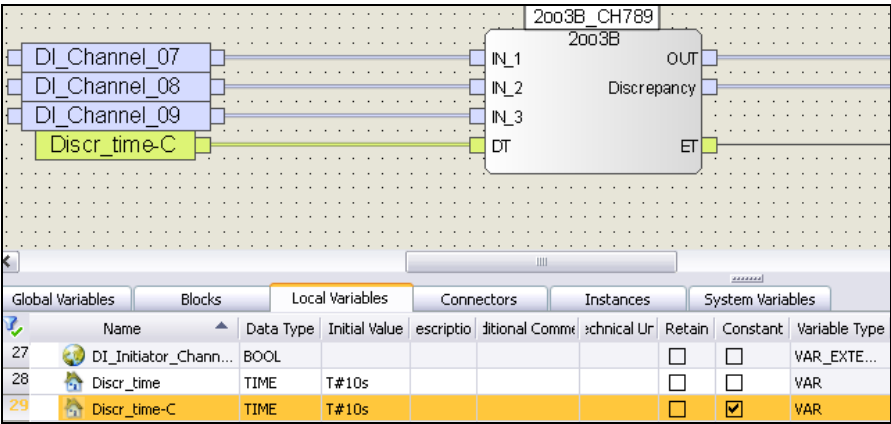 2oo3B_CH789
2oo3B
DI_Channel_07 IN_1 OUT
DI_Channel_08 IN_2 Discrepancy
DI_Channel_09 IN_3
Discr_time-C DT ET
Global Variables Blocks Local Variables Connectors Instances System Variables
Name Data Type Initial Value escriptio ditional Comme echnical Un Retain Constant Variable Type
27 DI_Initiator_Chann... BOOL VAR_EXTE...
28 Discr_time TIME T#10s VAR
29 Discr_time-C TIME T#10s VAR